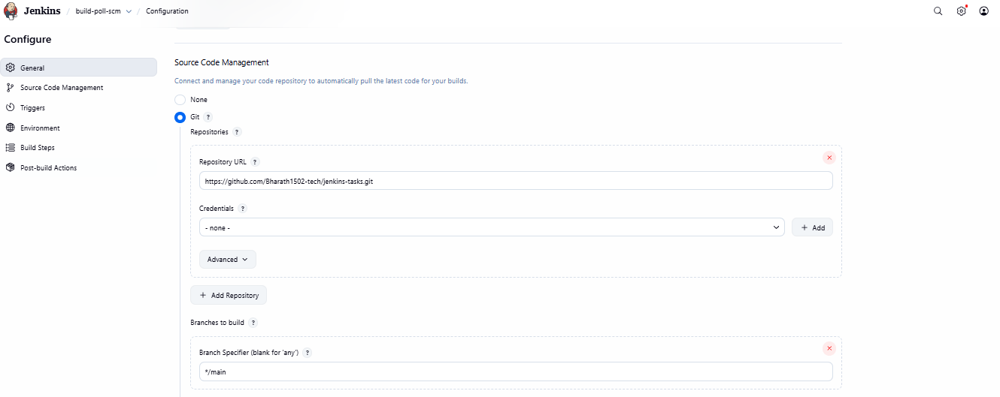 Jenkins / build-poll-scm / Configuration
Configure
General
Source Code Management
Triggers
Environment
Build Steps
Post-build Actions
Source Code Management
Connect and manage your code repository to automatically pull the latest code for your builds.
None
Git ?
Repositories ?
Repository URL ?
https://github.com/Bharath1502-tech/jenkins-tasks.git
Credentials ?
- none -
+ Add
Advanced
+ Add Repository
Branches to build ?
Branch Specifier (blank for 'any') ?
*/main